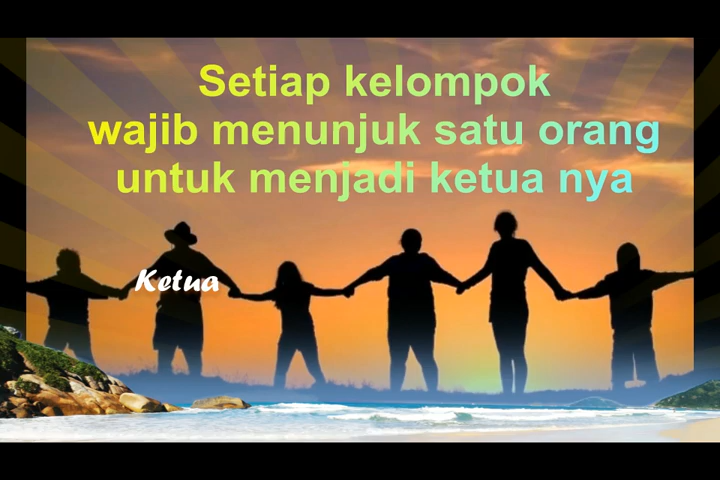 Setiap kelompok
wajib menunjuk satu orang
untuk menjadi ketua nya
Ketua